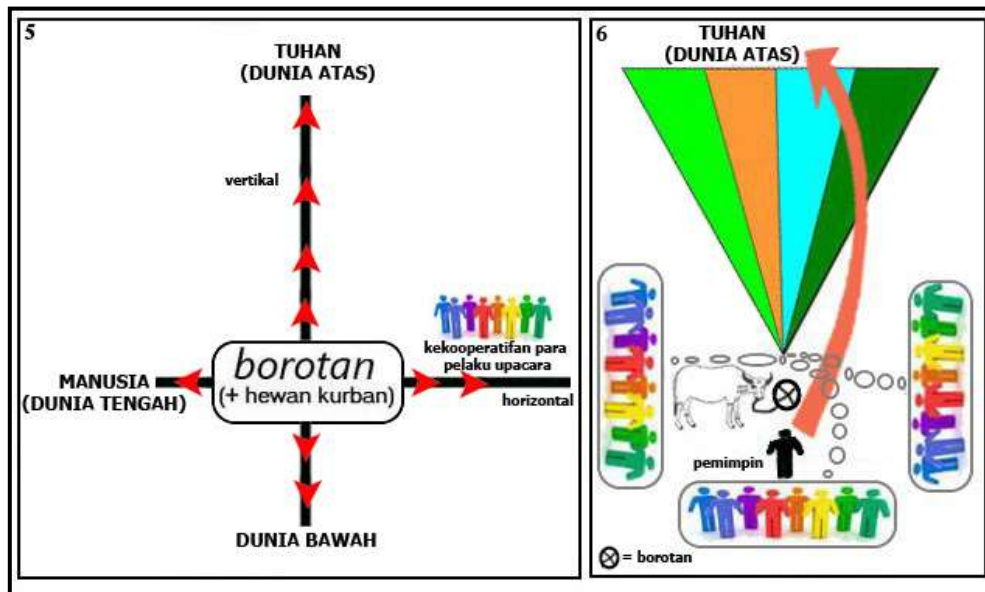 5
TUHAN
(DUNIA ATAS)
vertikal
kekooperatifan para
pelaku upacara
borotan
(+ hewan kurban)
MANUSIA
(DUNIA TENGAH)
horizontal
DUNIA BAWAH
6
TUHAN
(DUNIA ATAS)
pemimpin
= borotan